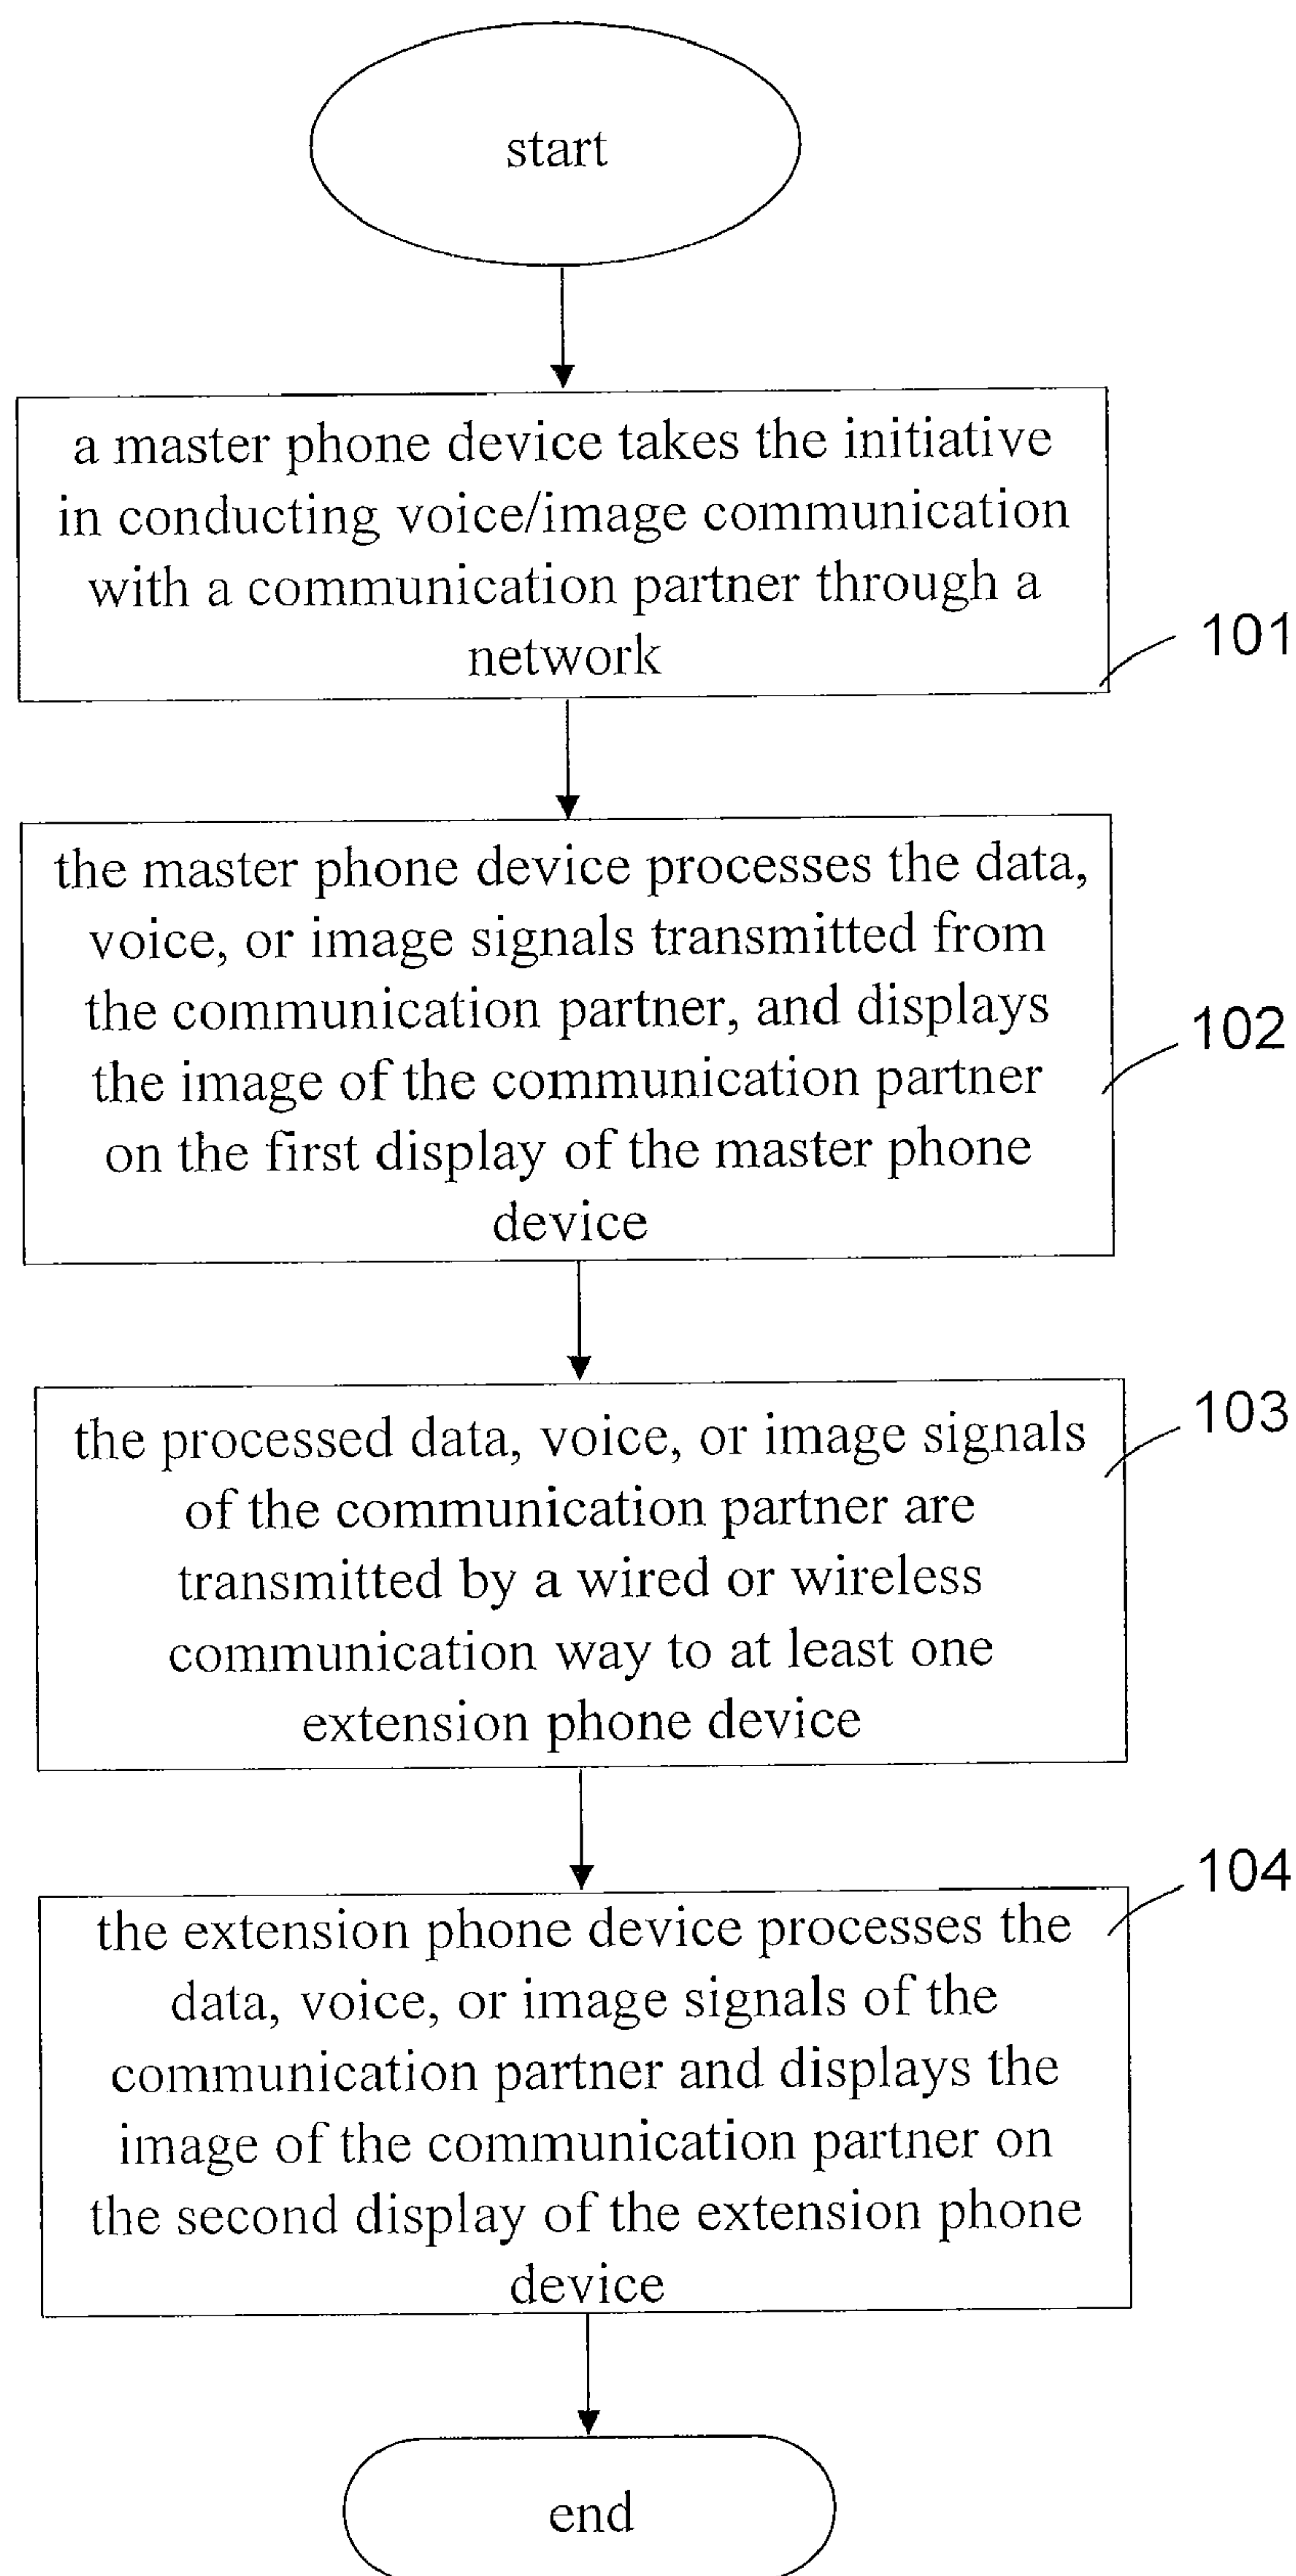 start
a master phone device takes the initiative
in conducting voice/image communication
with a communication partner through a
network
101
the master phone device processes the data,
voice, or image signals transmitted from
the communication partner, and displays
the image of the communication partner
on the first display of the master phone
device
102
the processed data, voice, or image signals
of the communication partner are
transmitted by a wired or wireless
communication way to at least one
extension phone device
103
the extension phone device processes the
data, voice, or image signals of the
communication partner and displays the
image of the communication partner on
the second display of the extension phone
device
104
end